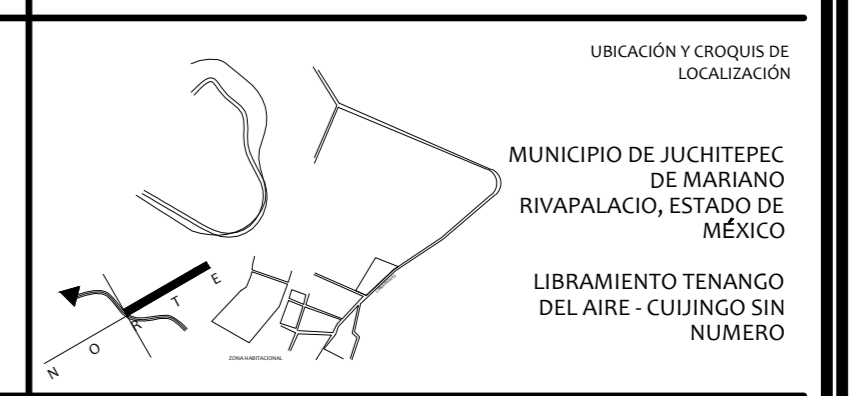 UBICACIÓN Y CROQUIS DE
LOCALIZACIÓN
MUNICIPIO DE JUCHITEPEC
DE MARIANO
RIVAPALACIO, ESTADO DE
MÉXICO
LIBRAMIENTO TENANGO
DEL AIRE - CUIJINGO SIN
NUMERO
NORTE
ZONA HABITACIONAL